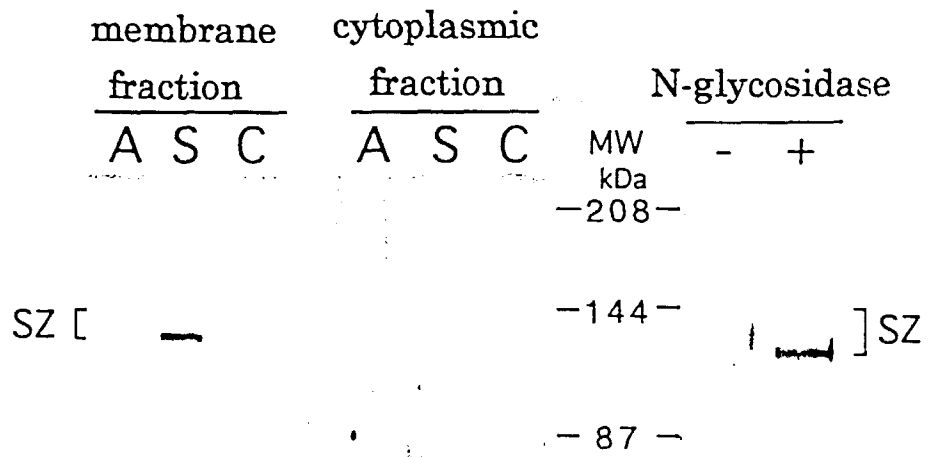 membrane cytoplasmic
fraction fraction N-glycosidase
A S C A S C MW - +
kDa
-208-
-144-
SZ [ ] SZ
- 87 -